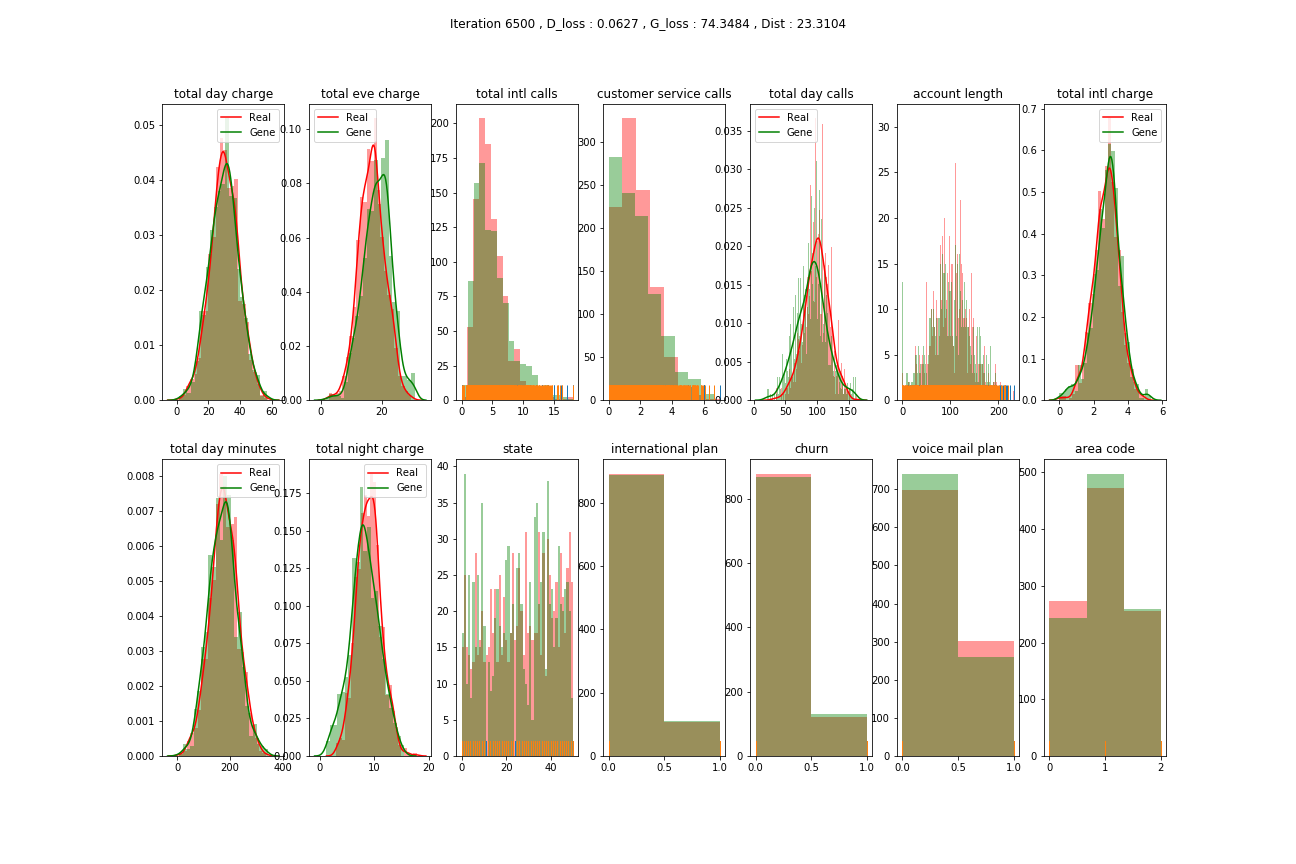 Iteration 6500 , D_loss : 0.0627 , G_loss : 74.3484 , Dist : 23.3104
total day charge
Real
Gene
0.05
0.04
0.03
0.02
0.01
0.00
0 20 40 60
total eve charge
Real
Gene
0.10
0.08
0.06
0.04
0.02
0.00
0 20
total intl calls
200
175
150
125
100
75
50
25
0
0 5 10 15
customer service calls
300
250
200
150
100
50
0
0 2 4 6
total day calls
Real
Gene
0.035
0.030
0.025
0.020
0.015
0.010
0.005
0.000
0 50 100 150
account length
30
25
20
15
10
5
0
0 100 200
total intl charge
Real
Gene
0.7
0.6
0.5
0.4
0.3
0.2
0.1
0.0
0 2 4 6
total day minutes
Real
Gene
0.008
0.007
0.006
0.005
0.004
0.003
0.002
0.001
0.000
0 200 400
total night charge
Real
Gene
0.175
0.150
0.125
0.100
0.075
0.050
0.025
0.000
0 10 20
state
40
35
30
25
20
15
10
5
0
0 20 40
international plan
800
600
400
200
0
0.0 0.5 1.0
churn
800
600
400
200
0
0.0 0.5 1.0
voice mail plan
700
600
500
400
300
200
100
0
0.0 0.5 1.0
area code
500
400
300
200
100
0
0 1 2